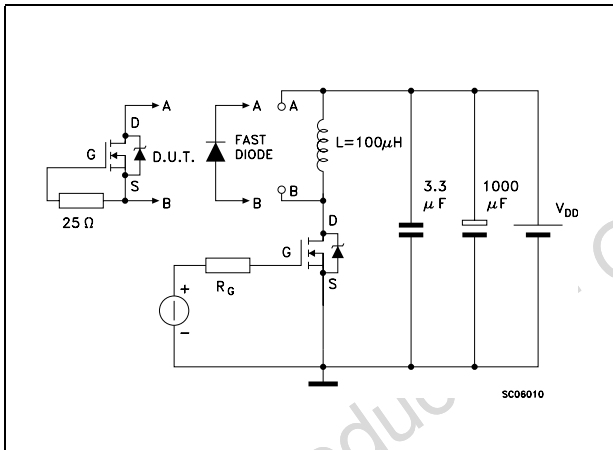 A A A
D
G D.U.T. FAST
DIODE L=100µH
S
B B B
25 Ω
3.3
µF
1000
µF
VDD
D
G
S
RG
+
-
SC06010